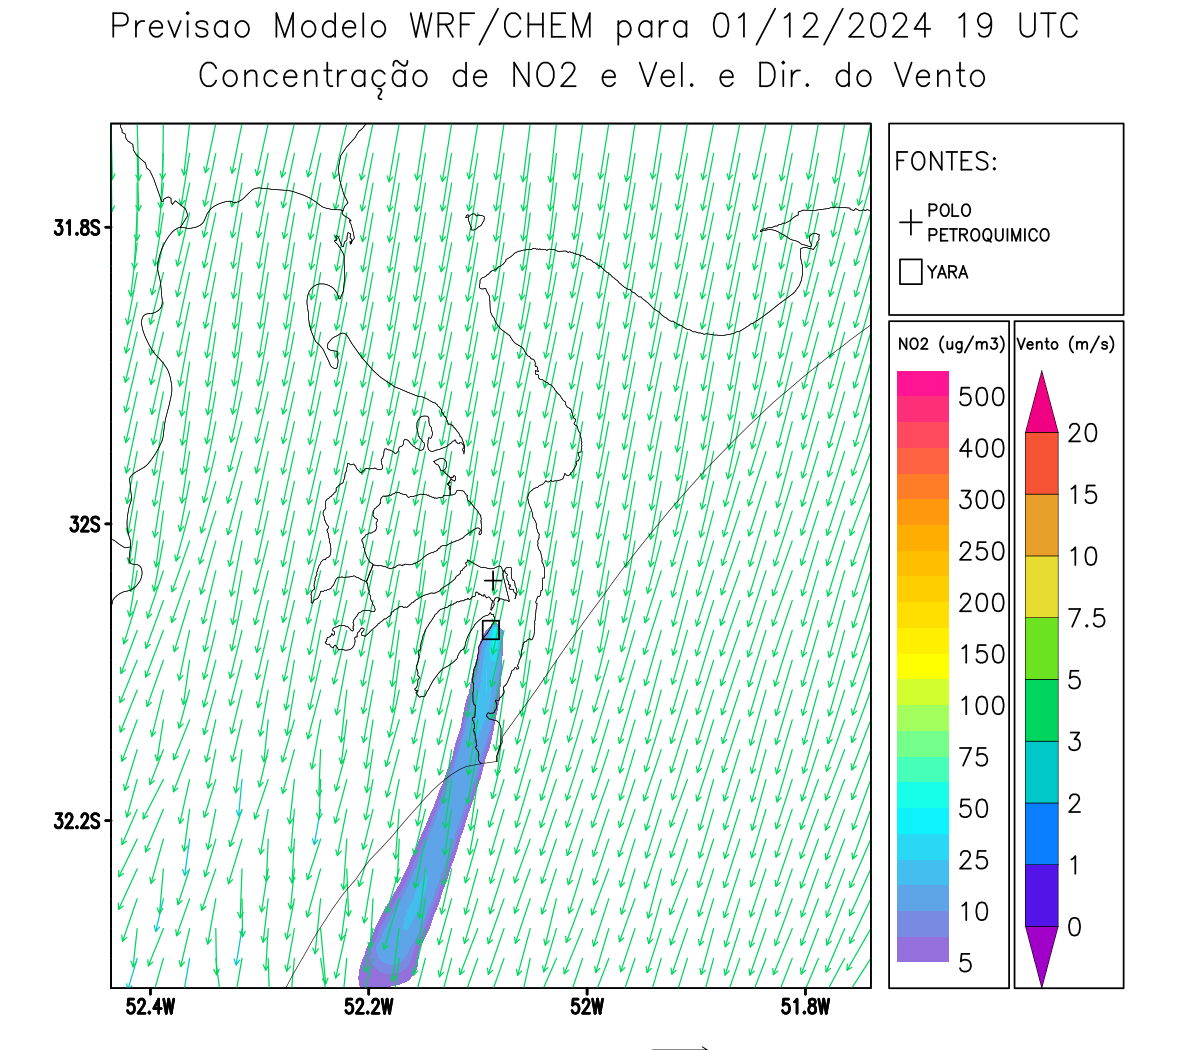 Previsao Modelo WRF/CHEM para 01/12/2024 19 UTC
Concentração de NO2 e Vel. e Dir. do Vento
FONTES:
POLO
PETROQUIMICO
YARA
NO2 (ug/m3)
500
400
300
250
200
150
100
75
50
25
10
5
Vento (m/s)
20
15
10
7.5
5
3
2
1
0
31.8S
32S
32.2S
52.4W 52.2W 52W 51.8W